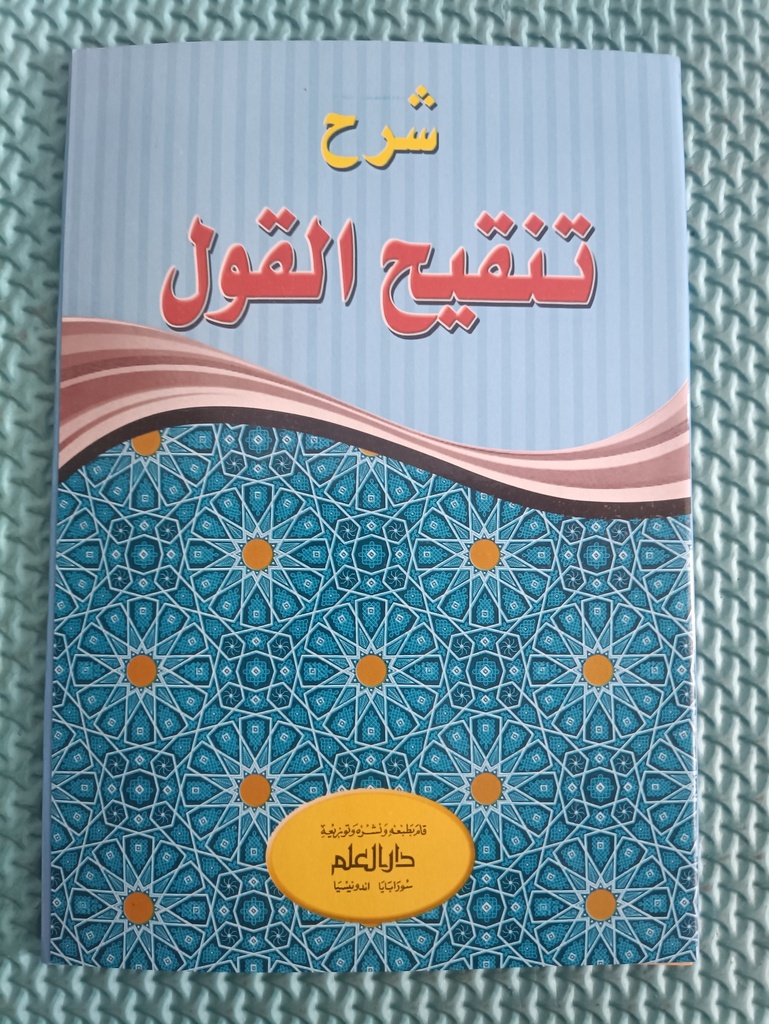 شرح
تنقيح القول
قام بطبعه ونشره وتوزيعه
دار العلم
سورابايا اندونيسيا